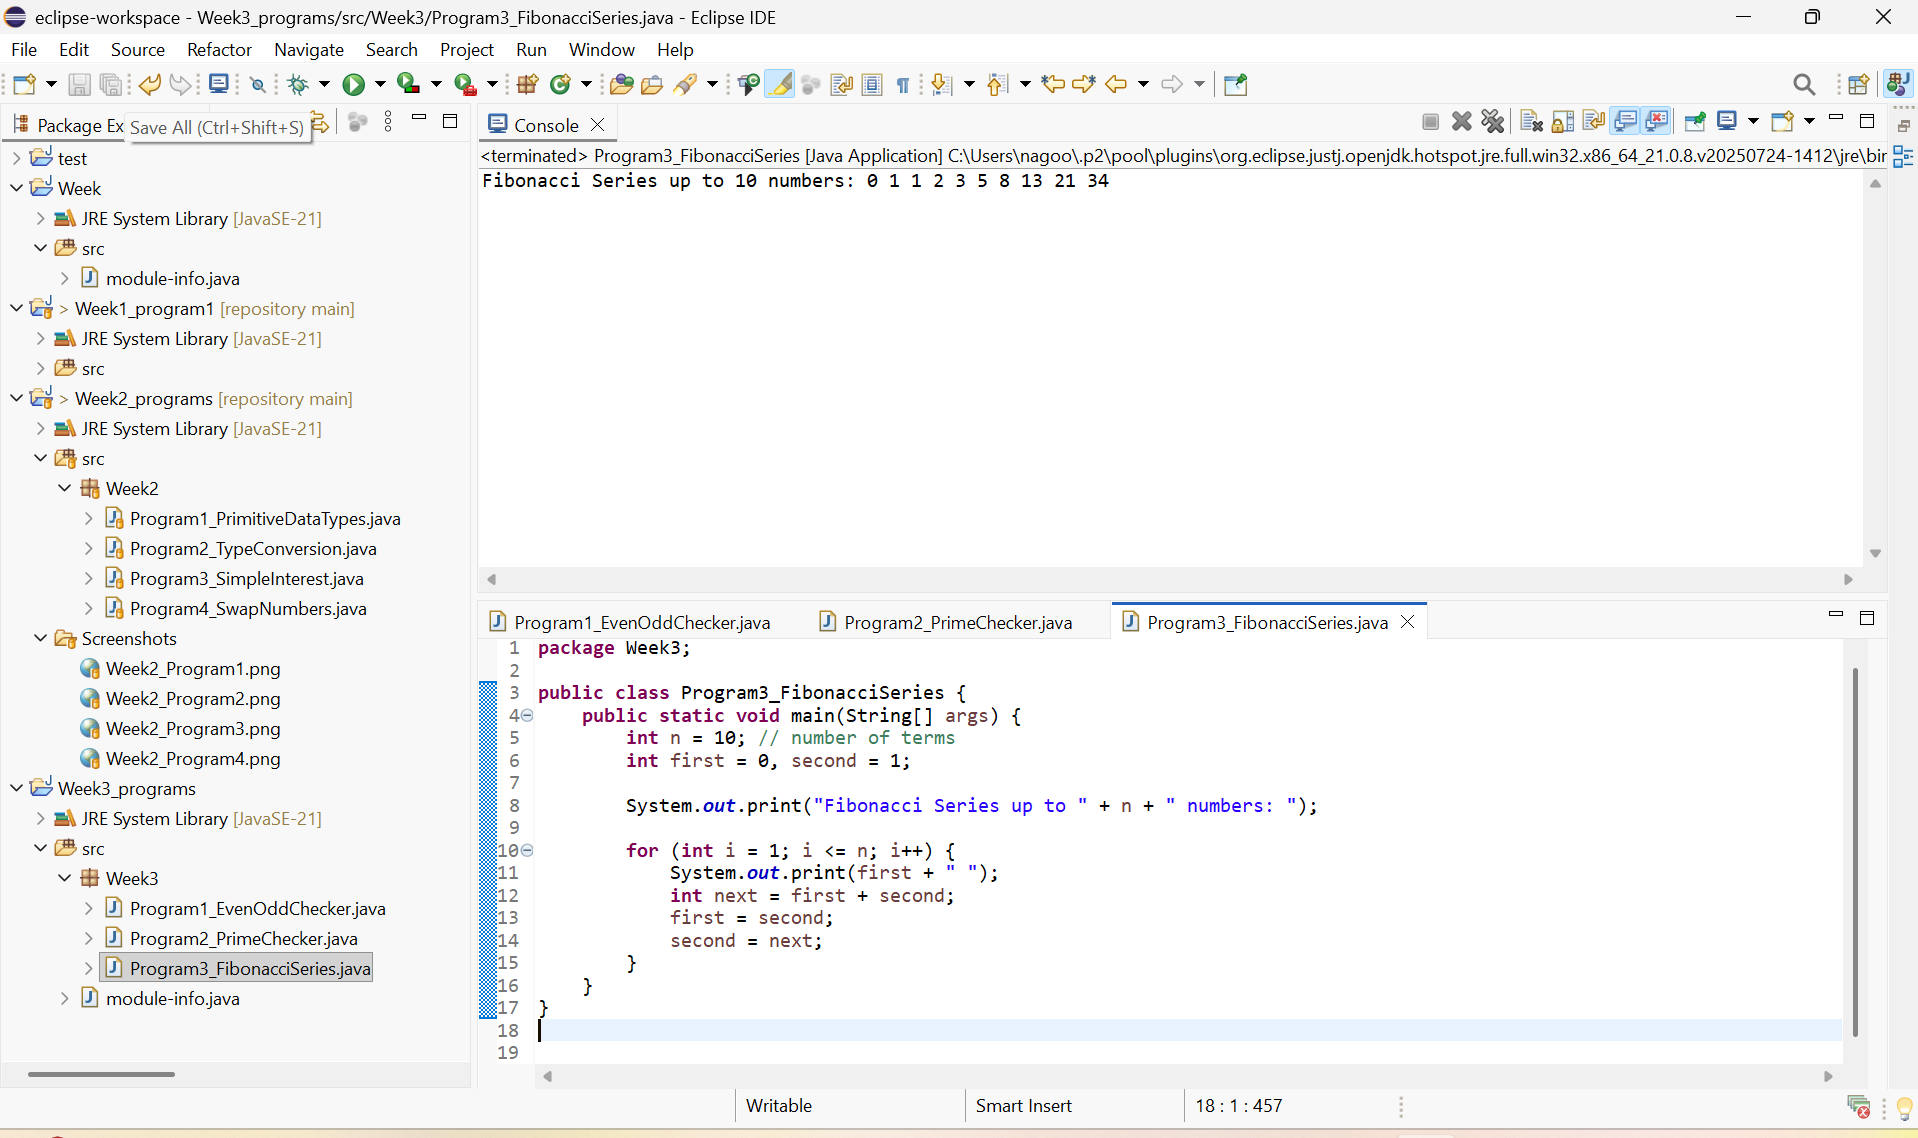 eclipse-workspace - Week3_programs/src/Week3/Program3_FibonacciSeries.java - Eclipse IDE
File Edit Source Refactor Navigate Search Project Run Window Help
Package Ex
Save All (Ctrl+Shift+S)
test
Week
JRE System Library [JavaSE-21]
src
module-info.java
> Week1_program1 [repository main]
JRE System Library [JavaSE-21]
src
> Week2_programs [repository main]
JRE System Library [JavaSE-21]
src
Week2
Program1_PrimitiveDataTypes.java
Program2_TypeConversion.java
Program3_SimpleInterest.java
Program4_SwapNumbers.java
Screenshots
Week2_Program1.png
Week2_Program2.png
Week2_Program3.png
Week2_Program4.png
Week3_programs
JRE System Library [JavaSE-21]
src
Week3
Program1_EvenOddChecker.java
Program2_PrimeChecker.java
Program3_FibonacciSeries.java
module-info.java
Console
<terminated> Program3_FibonacciSeries [Java Application] C:\Users\nagoo\.p2\pool\plugins\org.eclipse.justj.openjdk.hotspot.jre.full.win32.x86_64_21.0.8.v20250724-1412\jre\bin
Fibonacci Series up to 10 numbers: 0 1 1 2 3 5 8 13 21 34
Program1_EvenOddChecker.java Program2_PrimeChecker.java Program3_FibonacciSeries.java
1 package Week3;
2
3 public class Program3_FibonacciSeries {
4     public static void main(String[] args) {
5         int n = 10; // number of terms
6         int first = 0, second = 1;
7
8         System.out.print("Fibonacci Series up to " + n + " numbers: ");
9
10         for (int i = 1; i <= n; i++) {
11             System.out.print(first + " ");
12             int next = first + second;
13             first = second;
14             second = next;
15         }
16     }
17 }
18
19
Writable Smart Insert 18 : 1 : 457